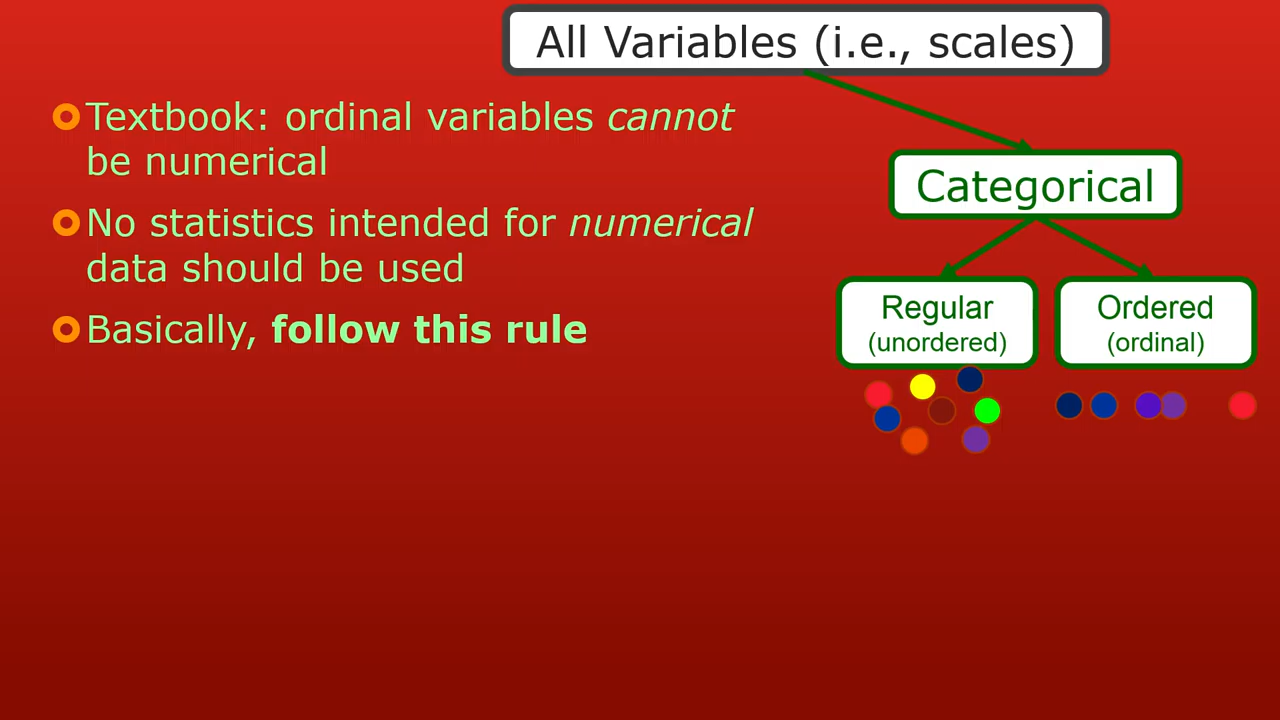 All Variables (i.e., scales)
Textbook: ordinal variables cannot
be numerical
No statistics intended for numerical
data should be used
Basically, follow this rule
Categorical
Regular
(unordered)
Ordered
(ordinal)